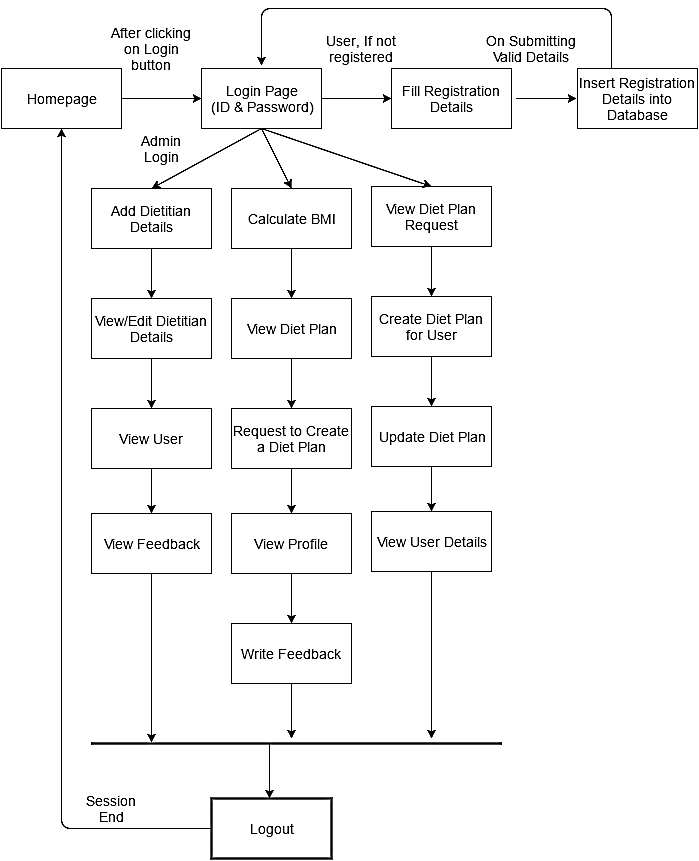 After clicking
on Login
button
User, If not
registered
On Submitting
Valid Details
Homepage
Login Page
(ID & Password)
Fill Registration
Details
Insert Registration
Details into
Database
Admin
Login
Add Dietitian
Details
Calculate BMI
View Diet Plan
Request
View/Edit Dietitian
Details
View Diet Plan
Create Diet Plan
for User
View User
Request to Create
a Diet Plan
Update Diet Plan
View Feedback
View Profile
View User Details
Write Feedback
Session
End
Logout